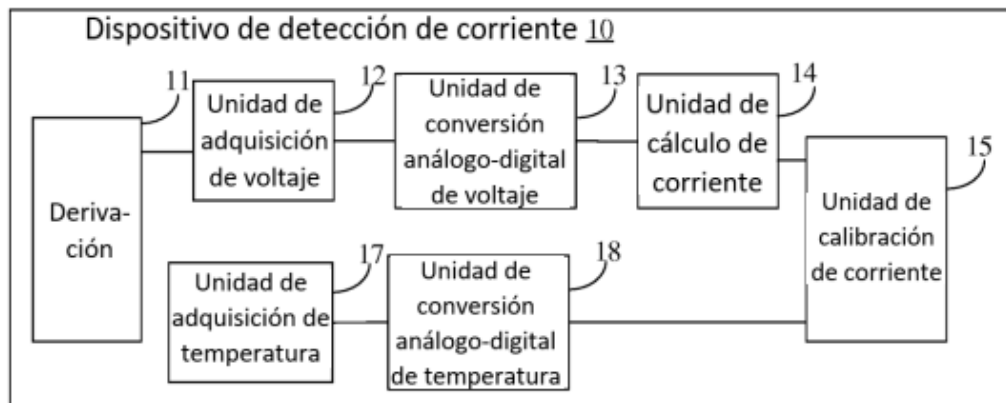 Dispositivo de detección de corriente 10
11
Deriva-
ción
12
Unidad de
adquisición
de voltaje
13
Unidad de
conversión
análogo-digital
de voltaje
14
Unidad de
cálculo de
corriente
15
Unidad de
calibración
de corriente
17
Unidad de
adquisición de
temperatura
18
Unidad de
conversión
análogo-digital
de temperatura